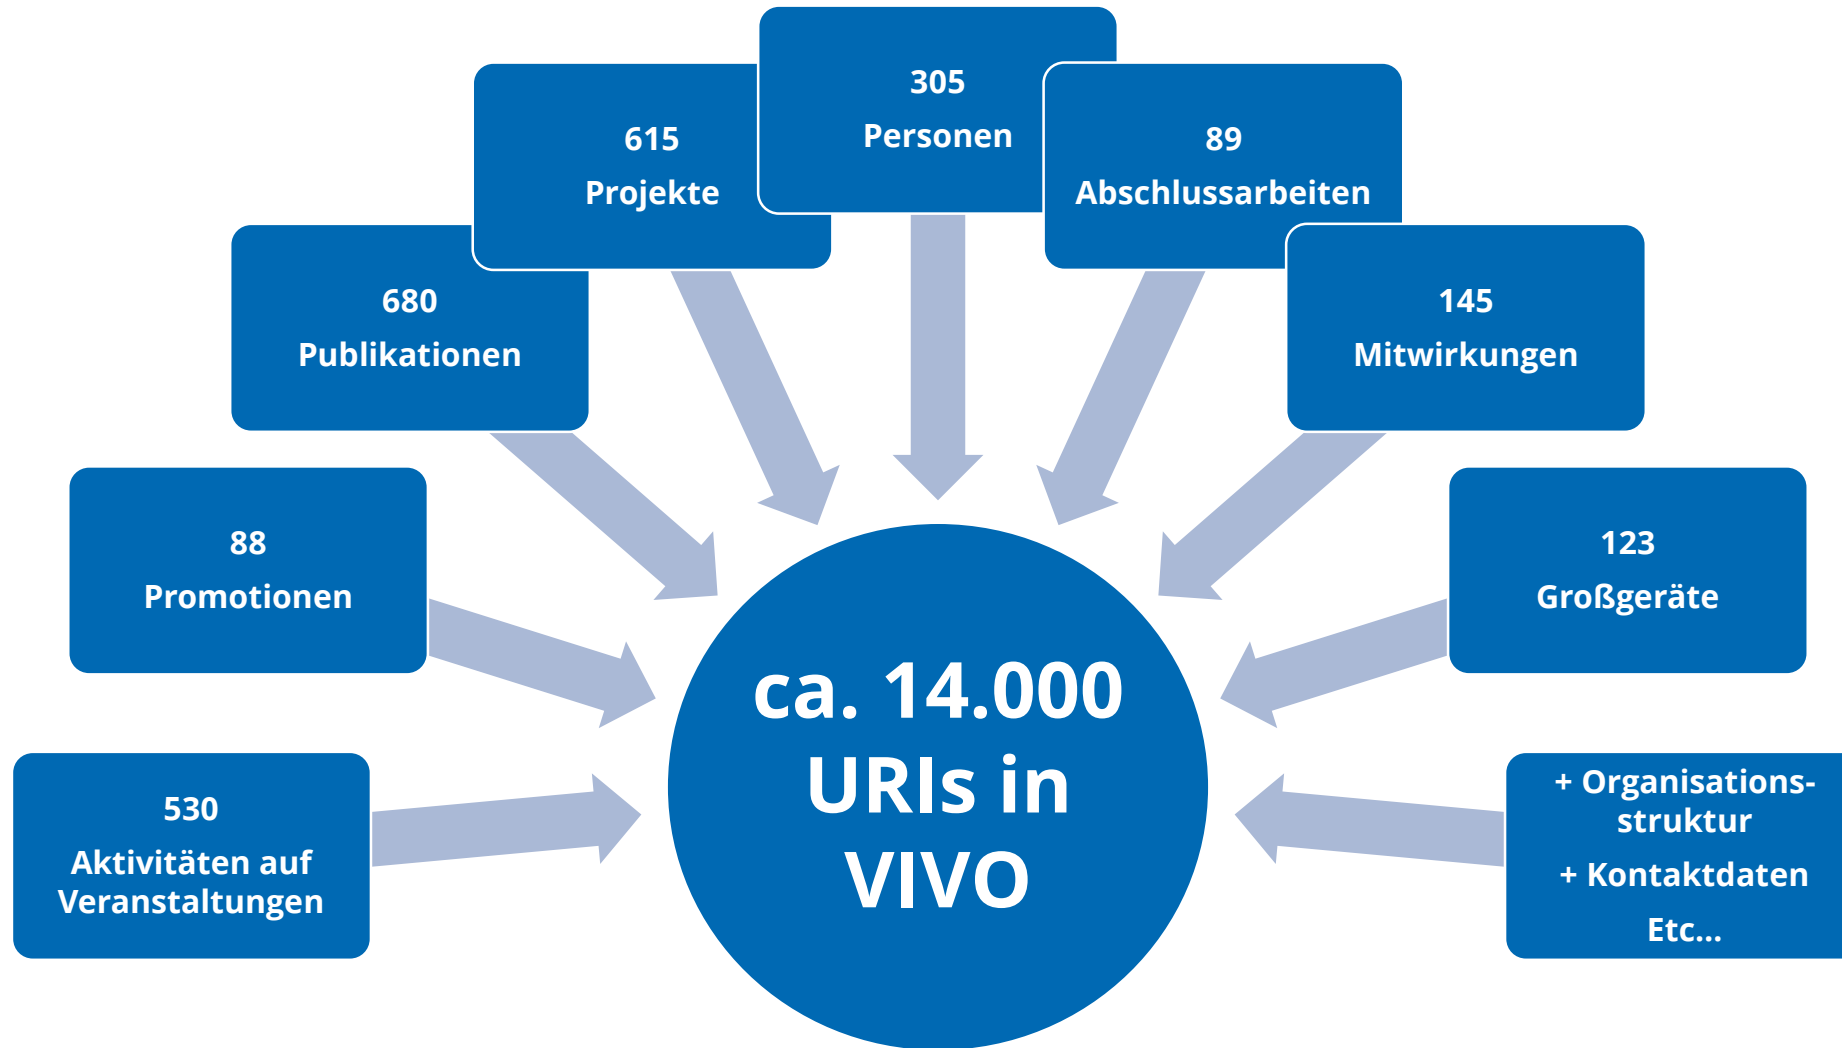 305
Personen
615
Projekte
89
Abschlussarbeiten
680
Publikationen
145
Mitwirkungen
88
Promotionen
123
Großgeräte
530
Aktivitäten auf
Veranstaltungen
ca. 14.000
URIs in
VIVO
+ Organisations-
struktur
+ Kontaktdaten
Etc...